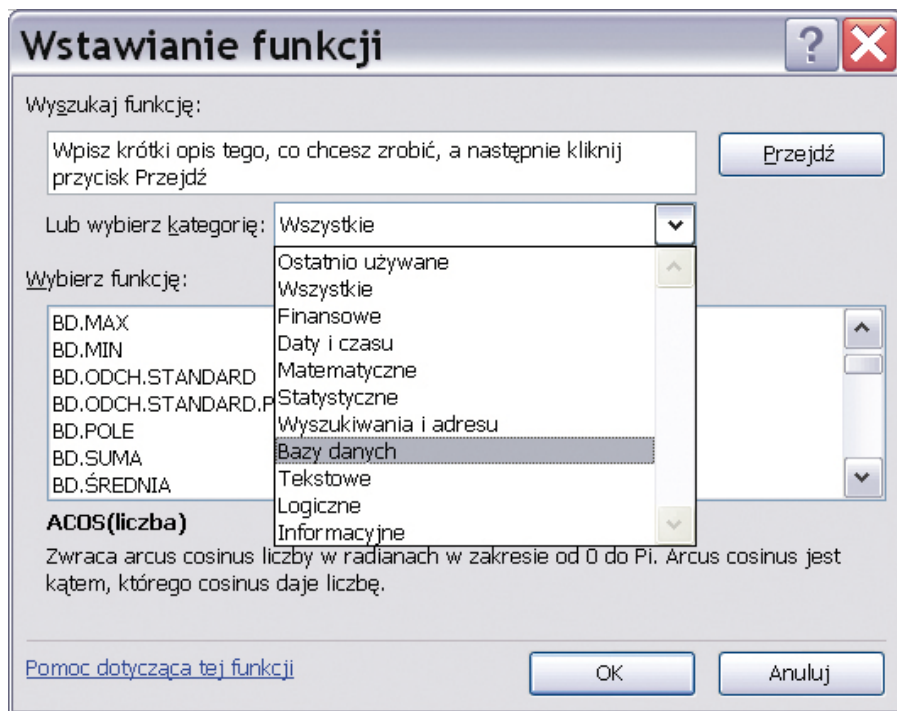 Wstawianie funkcji
?
Wyszukaj funkcję:
Wpisz krótki opis tego, co chcesz zrobić, a następnie kliknij
przycisk Przejdź
Przejdź
Lub wybierz kategorię: Wszystkie
Ostatnio używane
Wszystkie
Finansowe
Daty i czasu
Matematyczne
Statystyczne
Wyszukiwania i adresu
Bazy danych
Tekstowe
Logiczne
Informacyjne
Wybierz funkcję:
BD.MAX
BD.MIN
BD.ODCH.STANDARD
BD.ODCH.STANDARD.P
BD.POLE
BD.SUMA
BD.ŚREDNIA
ACOS(liczba)
Zwraca arcus cosinus liczby w radianach w zakresie od 0 do Pi. Arcus cosinus jest
kątem, którego cosinus daje liczbę.
Pomoc dotycząca tej funkcji
OK
Anuluj